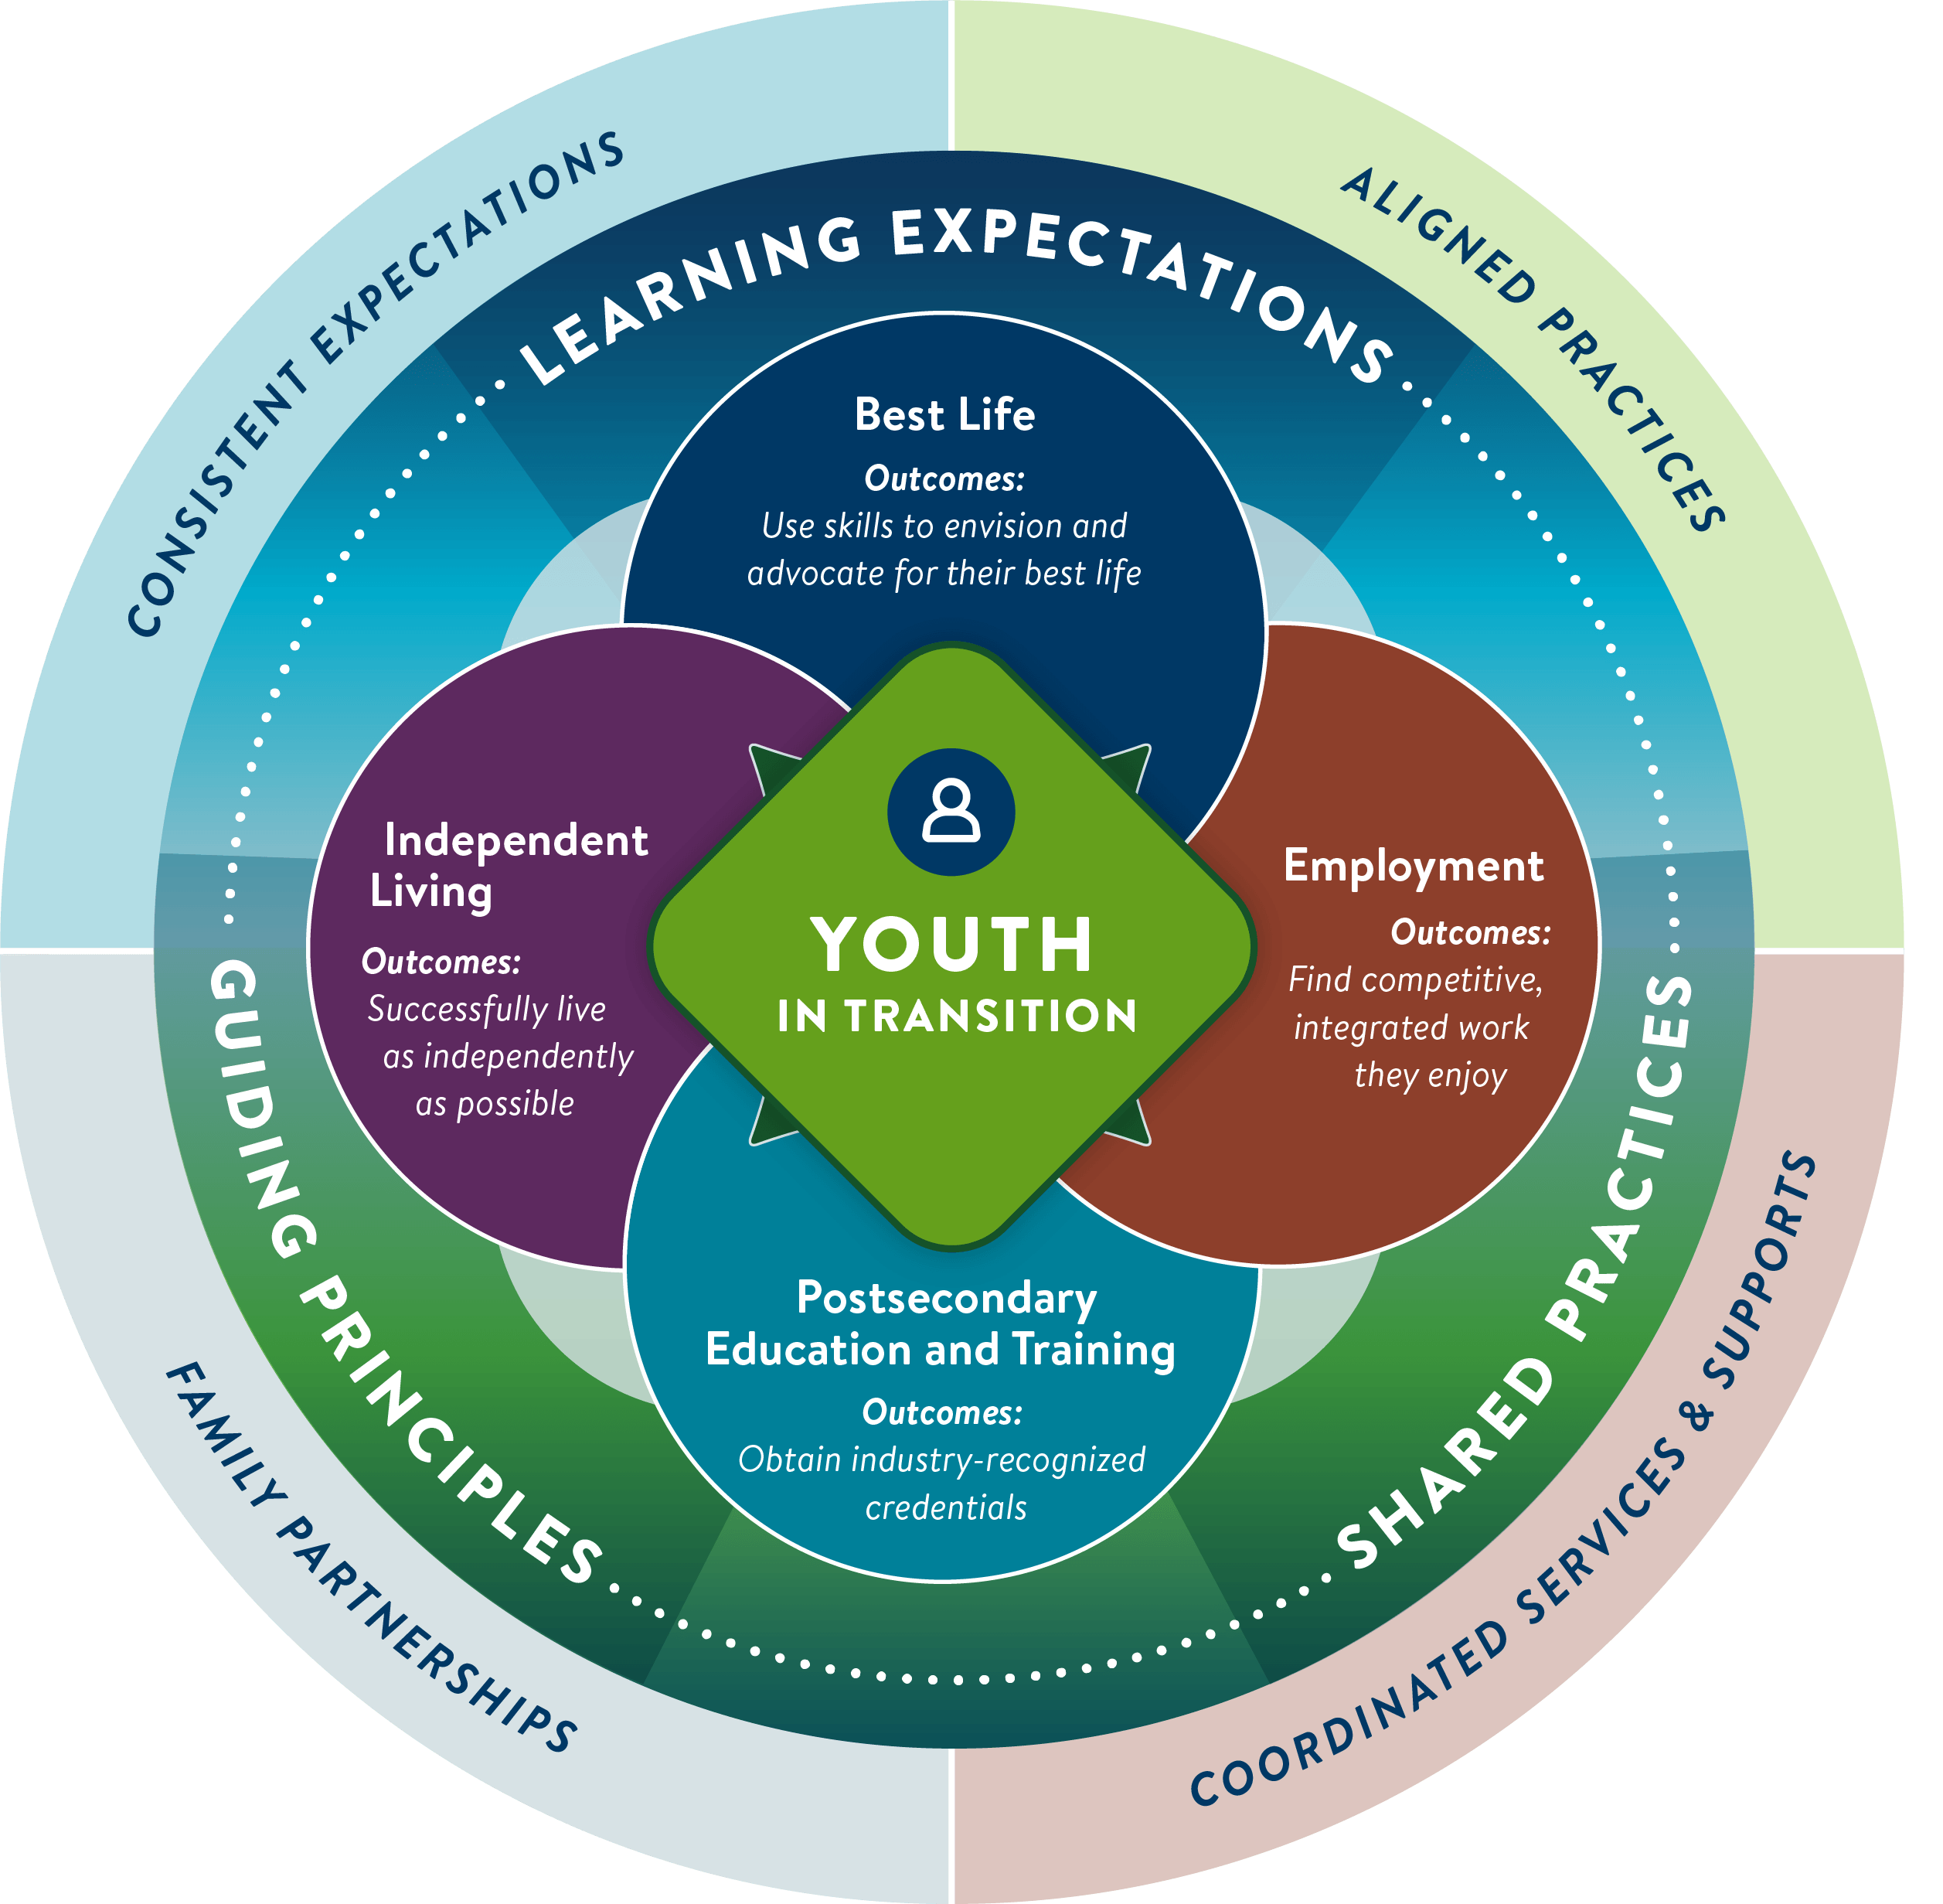 CONSISTENT EXPECTATIONS
ALIGNED PRACTICES
LEARNING EXPECTATIONS
Best Life
Outcomes:
Use skills to envision and
advocate for their best life
Independent
Living
Outcomes:
Successfully live
as independently
as possible
YOUTH
IN TRANSITION
Employment
Outcomes:
Find competitive,
integrated work
they enjoy
Postsecondary
Education and Training
Outcomes:
Obtain industry-recognized
credentials
GUIDING PRINCIPLES
SHARED PRACTICES
FAMILY PARTNERSHIPS
COORDINATED SERVICES & SUPPORTS